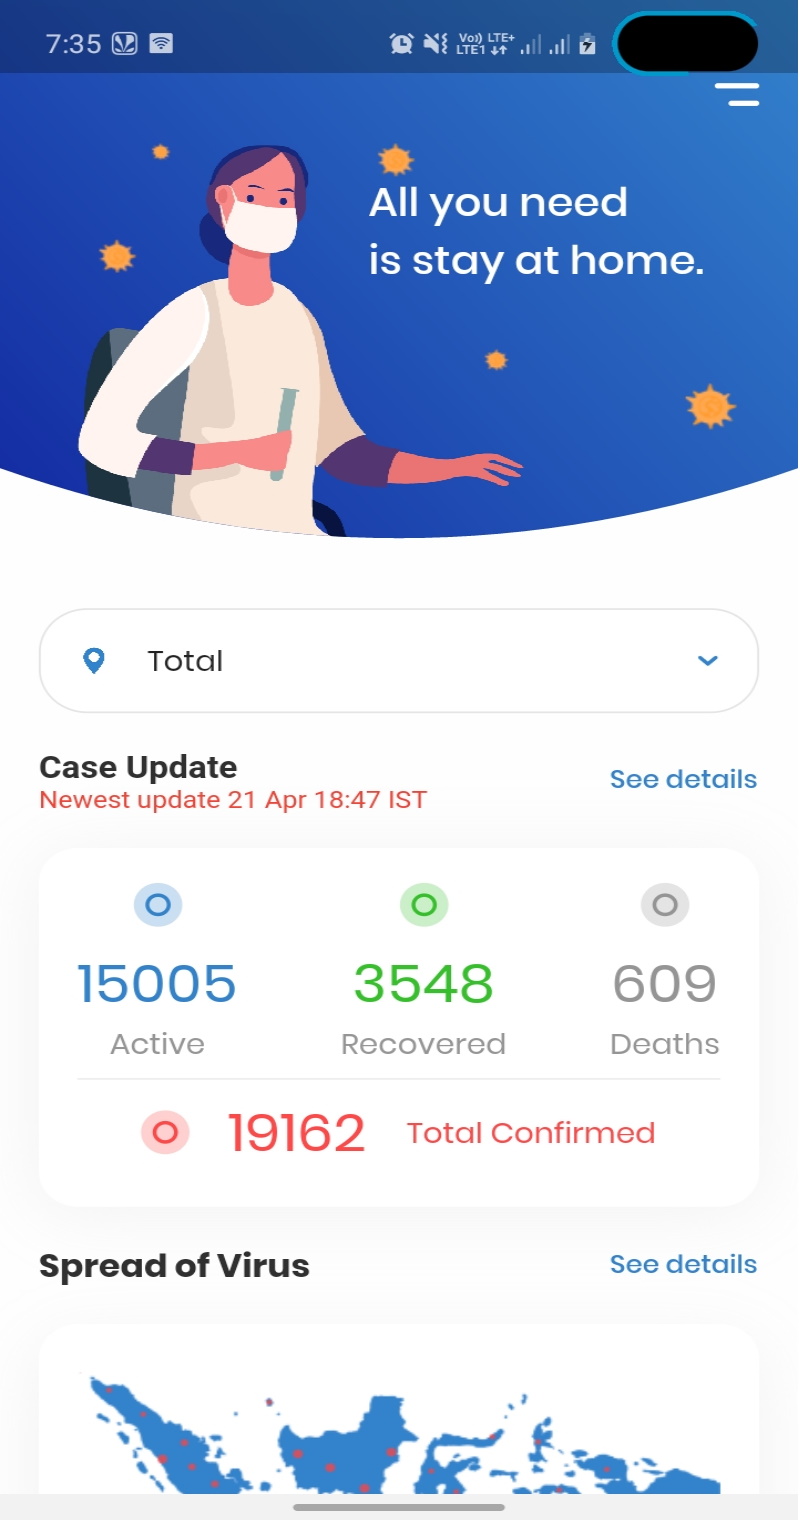 7:35
Vo)) LTE+
LTE1
All you need
is stay at home.
Total
Case Update
See details
Newest update 21 Apr 18:47 IST
15005
3548
609
Active
Recovered
Deaths
19162 Total Confirmed
Spread of Virus
See details